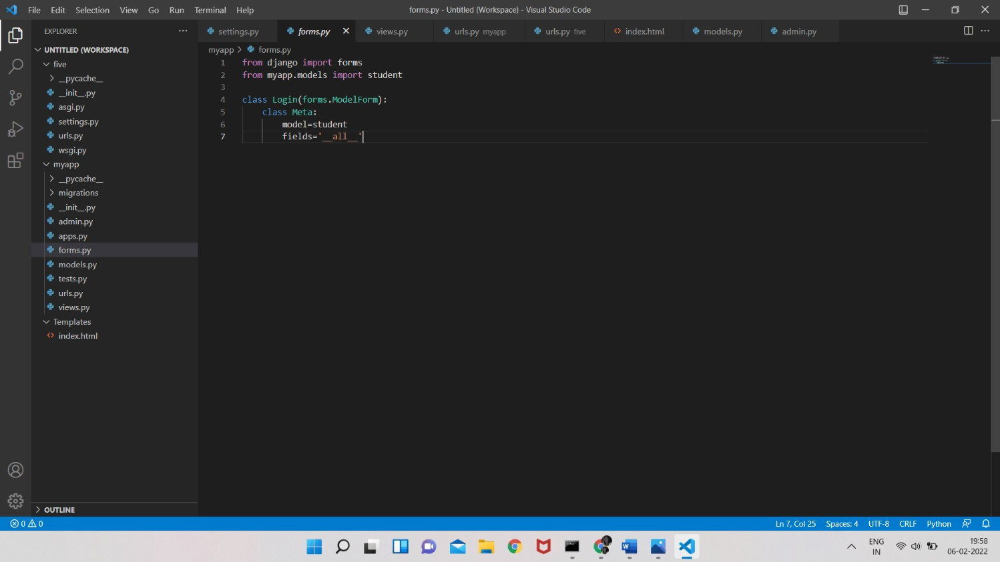 File Edit Selection View Go Run Terminal Help
forms.py - Untitled (Workspace) - Visual Studio Code
EXPLORER
UNTITLED (WORKSPACE)
five
__pycache__
__init__.py
asgi.py
settings.py
urls.py
wsgi.py
myapp
__pycache__
migrations
__init__.py
admin.py
apps.py
forms.py
models.py
tests.py
urls.py
views.py
Templates
index.html
OUTLINE
settings.py forms.py views.py urls.py myapp urls.py five index.html models.py admin.py
myapp > forms.py
1 from django import forms
2 from myapp.models import student
3
4 class Login(forms.ModelForm):
5 class Meta:
6 model=student
7 fields='__all__'
0 0 Ln 7, Col 25 Spaces: 4 UTF-8 CRLF Python
ENG
IN
19:58
06-02-2022